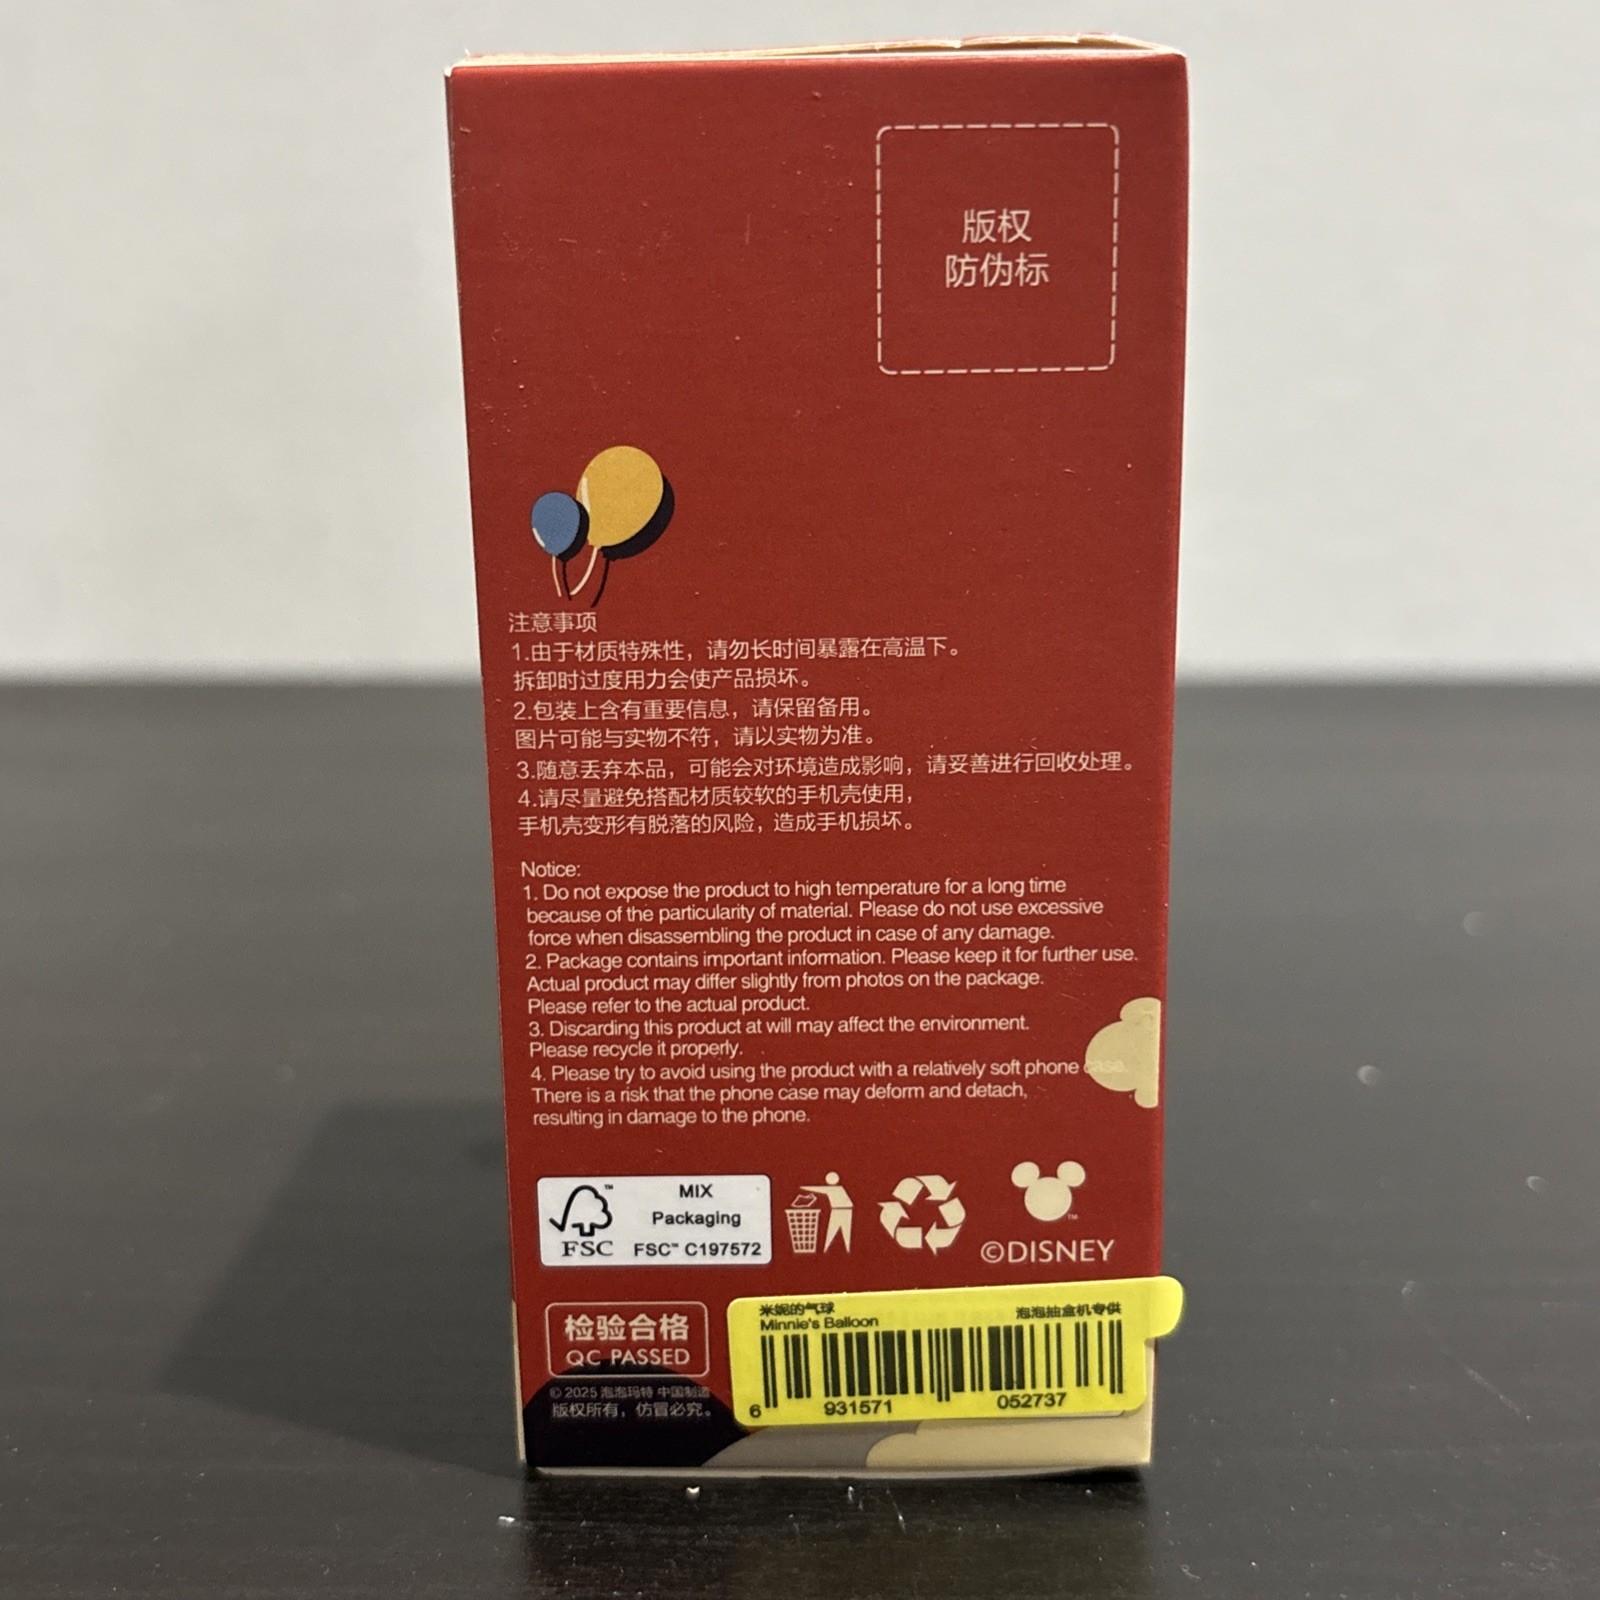 版权
防伪标
注意事项
1.由于材质特殊性，请勿长时间暴露在高温下。
拆卸时过度用力会使产品损坏。
2.包装上含有重要信息，请保留备用。
图片可能与实物不符，请以实物为准。
3.随意丢弃本品，可能会对环境造成影响，请妥善进行回收处理。
4.请尽量避免搭配材质较软的手机壳使用，
手机壳变形有脱落的风险，造成手机损坏。
Notice:
1. Do not expose the product to high temperature for a long time
because of the particularity of material. Please do not use excessive
force when disassembling the product in case of any damage.
2. Package contains important information. Please keep it for further use.
Actual product may differ slightly from photos on the package.
Please refer to the actual product.
3. Discarding this product at will may affect the environment.
Please recycle it properly.
4. Please try to avoid using the product with a relatively soft phone case.
There is a risk that the phone case may deform and detach,
resulting in damage to the phone.
FSC™
MIX
Packaging
FSC™ C197572
™
©DISNEY
检验合格
QC PASSED
© 2025 泡泡玛特 中国制造
版权所有，仿冒必究。
米妮的气球 泡泡抽盒机专供
Minnie's Balloon
6 931571 052737